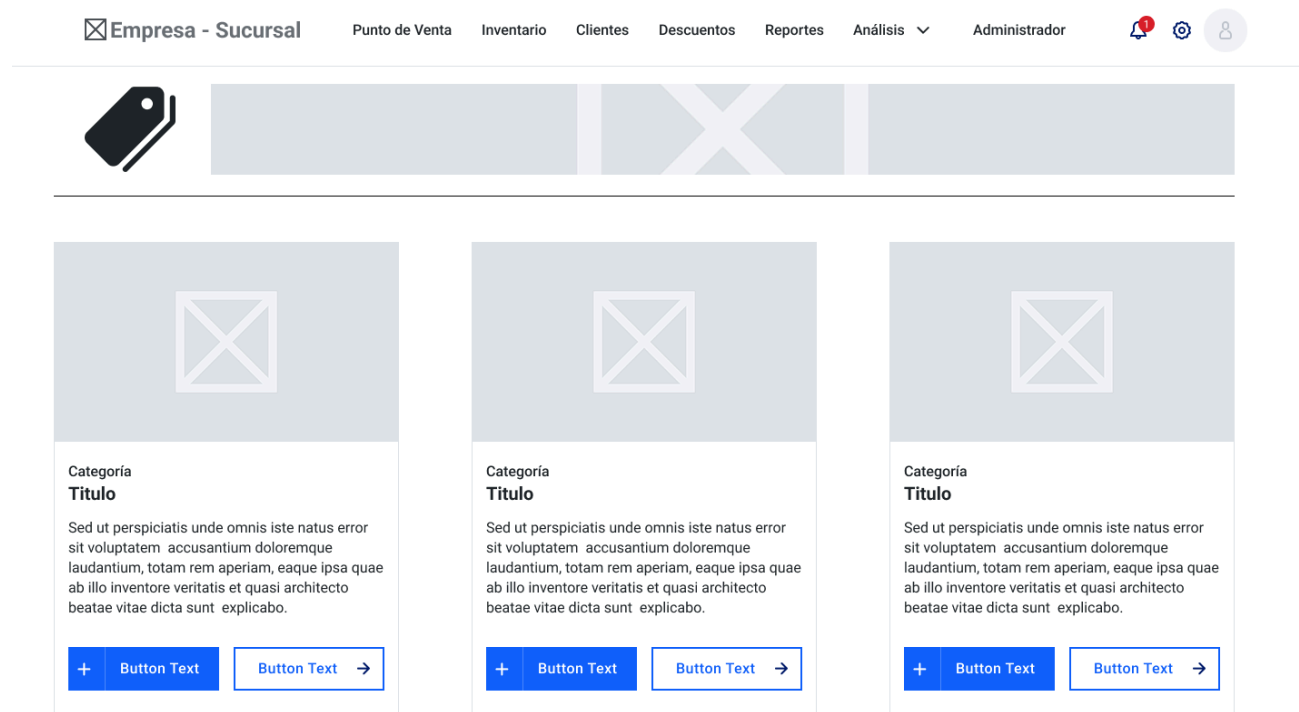 Empresa - Sucursal
Punto de Venta
Inventario
Clientes
Descuentos
Reportes
Análisis
Administrador
1
Categoría
Titulo
Sed ut perspiciatis unde omnis iste natus error
sit voluptatem  accusantium doloremque
laudantium, totam rem aperiam, eaque ipsa quae
ab illo inventore veritatis et quasi architecto
beatae vitae dicta sunt  explicabo.
Button Text
Button Text
Categoría
Titulo
Sed ut perspiciatis unde omnis iste natus error
sit voluptatem  accusantium doloremque
laudantium, totam rem aperiam, eaque ipsa quae
ab illo inventore veritatis et quasi architecto
beatae vitae dicta sunt  explicabo.
Button Text
Button Text
Categoría
Titulo
Sed ut perspiciatis unde omnis iste natus error
sit voluptatem  accusantium doloremque
laudantium, totam rem aperiam, eaque ipsa quae
ab illo inventore veritatis et quasi architecto
beatae vitae dicta sunt  explicabo.
Button Text
Button Text